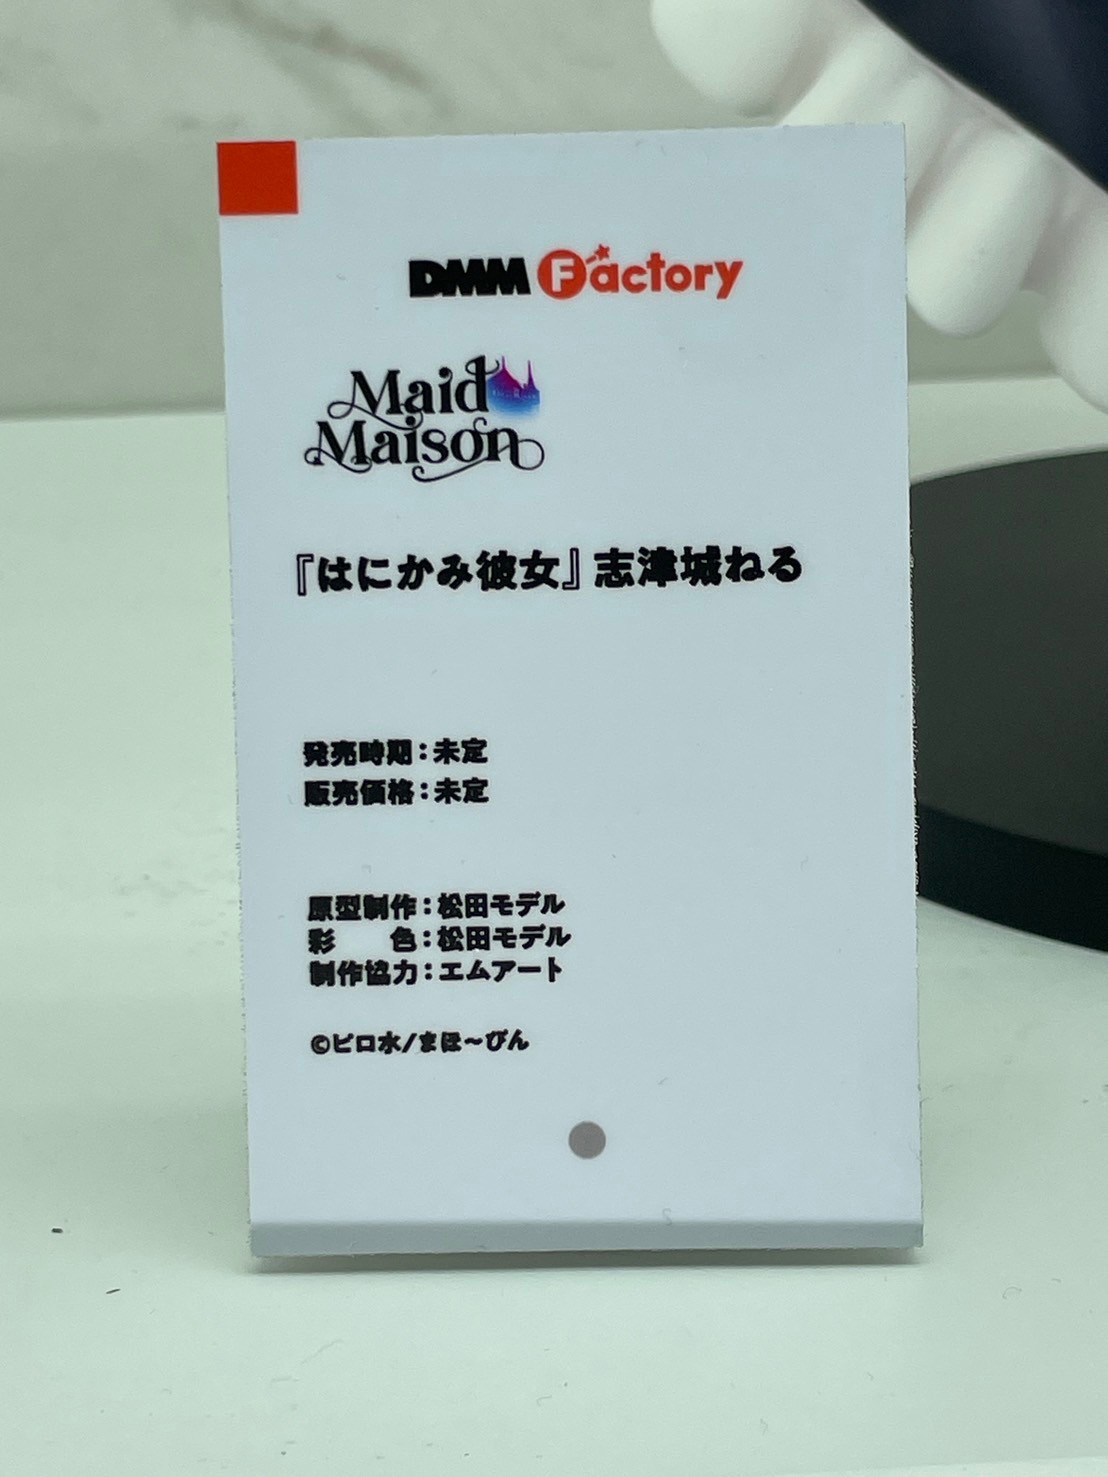 DMM Factory
Maid
Maison
『はにかみ彼女』志津城ねる
発売時期：未定
販売価格：未定
原型制作：松田モデル
彩　　色：松田モデル
制作協力：エムアート
©ピロ水/まほ～びん